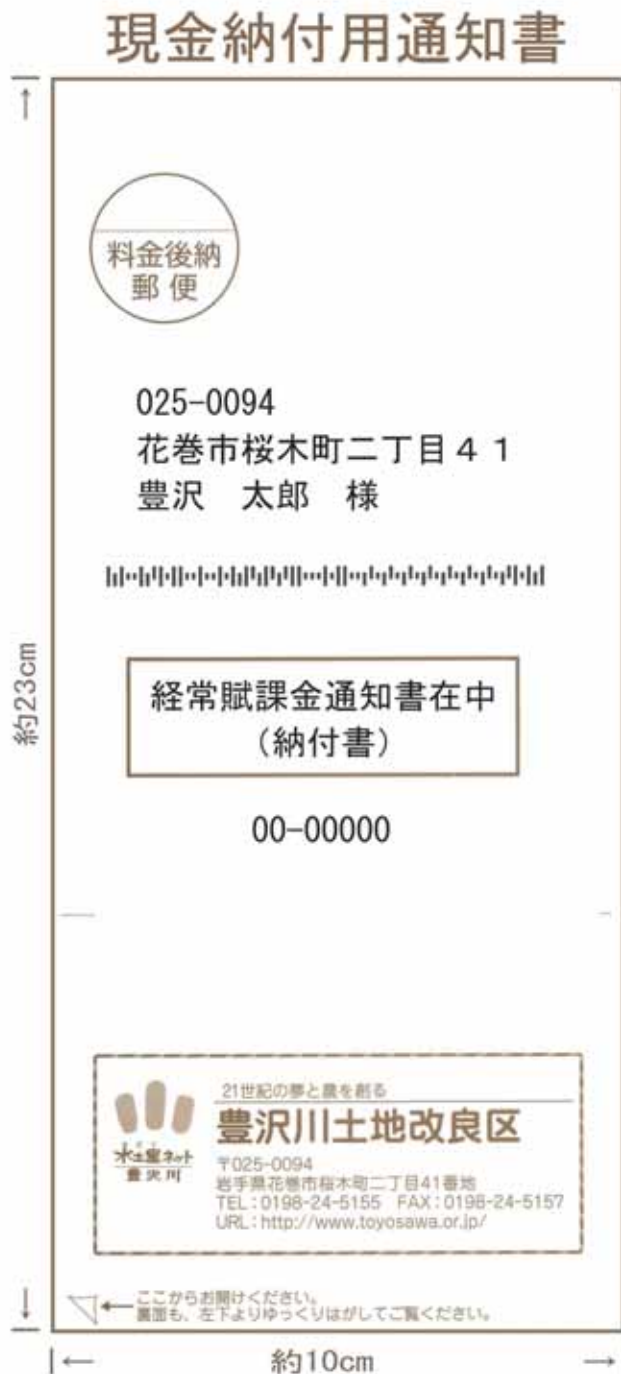 現金納付用通知書
料金後納
郵便
025-0094
花巻市桜木町二丁目41
豊沢 太郎 様
経常賦課金通知書在中
（納付書）
00-00000
約23cm
21世紀の夢と農を創る
豊沢川土地改良区
水土里ネット
豊沢川
〒025-0094
岩手県花巻市桜木町二丁目41番地
TEL：0198-24-5155 FAX：0198-24-5157
URL：http://www.toyosawa.or.jp/
ここからお開けください。
裏面も、左下よりゆっくりはがしてご覧ください。
約10cm